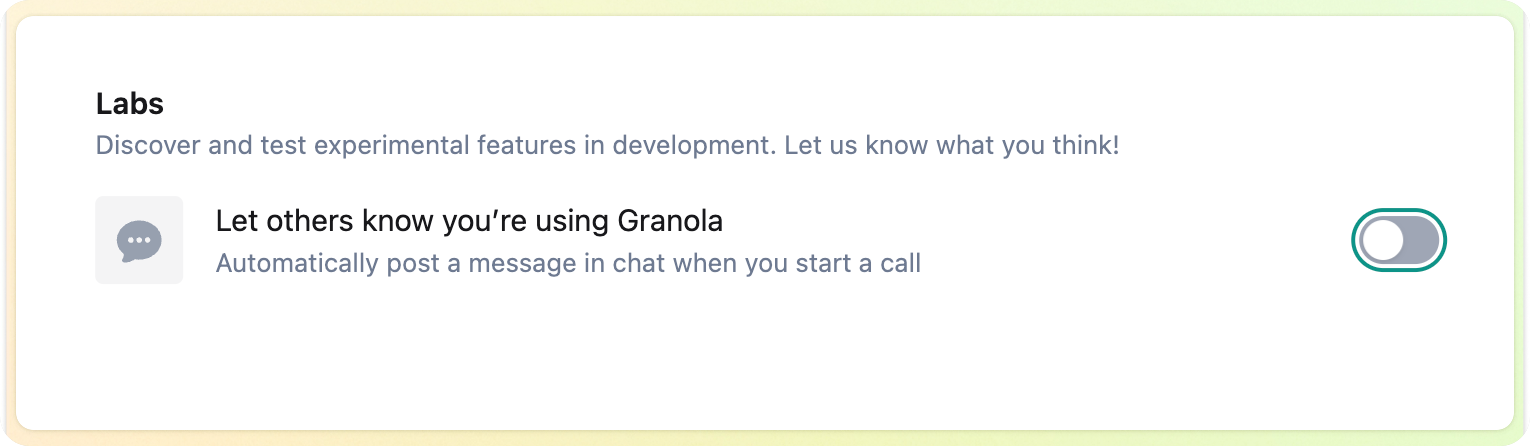 Labs
Discover and test experimental features in development. Let us know what you think!
Let others know you’re using Granola
Automatically post a message in chat when you start a call